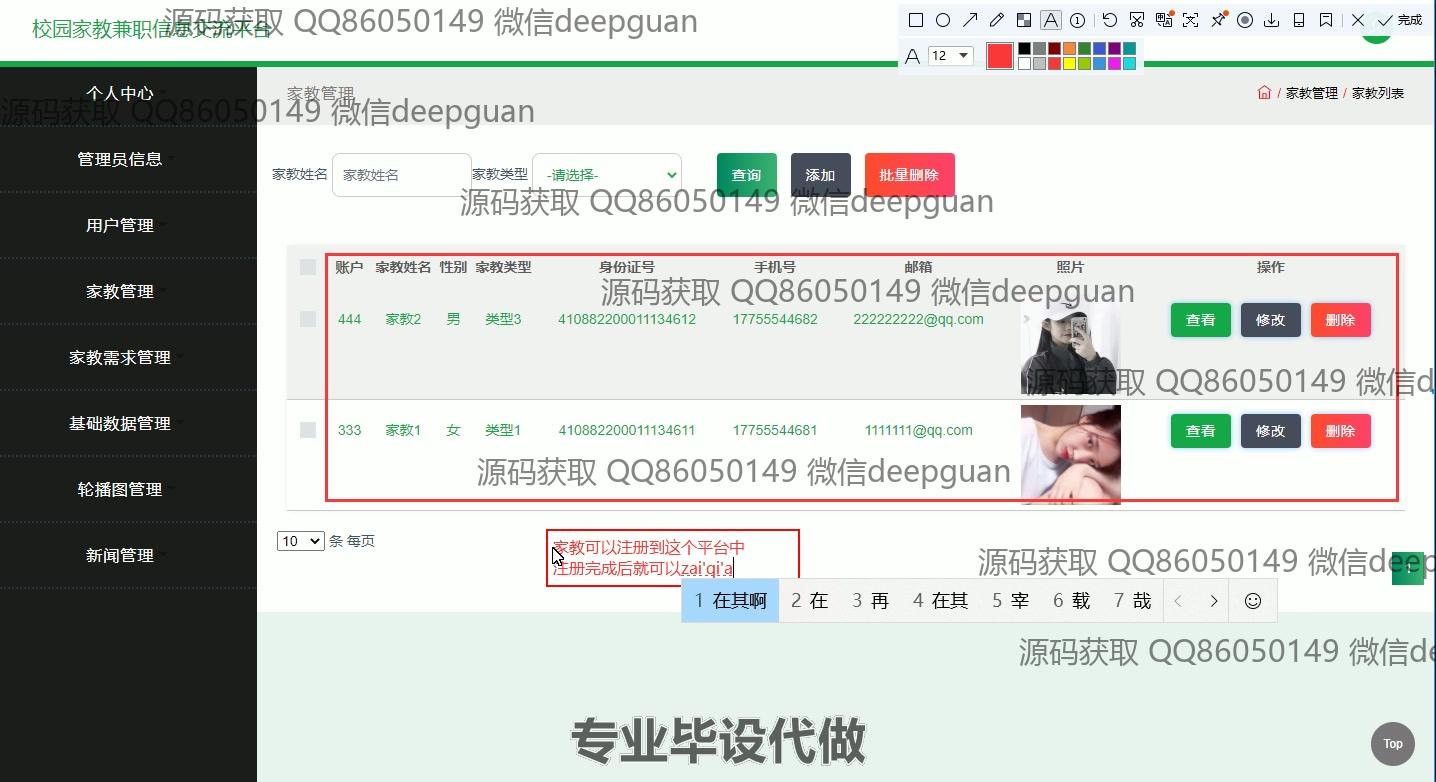 校园家教兼职信息交流平台
源码获取 QQ86050149 微信deepguan
完成
A 12
个人中心
管理员信息
用户管理
家教管理
家教需求管理
基础数据管理
轮播图管理
新闻管理
家教管理
/ 家教管理 / 家教列表
源码获取 QQ86050149 微信deepguan
家教姓名 家教姓名 家教类型 -请选择- 查询 添加 批量删除
源码获取 QQ86050149 微信deepguan
账户 家教姓名 性别 家教类型 身份证号 手机号 邮箱 照片 操作
源码获取 QQ86050149 微信deepguan
444 家教2 男 类型3 410882200011134612 17755544682 222222222@qq.com 查看 修改 删除
源码获取 QQ86050149 微信de
333 家教1 女 类型1 410882200011134611 17755544681 1111111@qq.com 查看 修改 删除
源码获取 QQ86050149 微信deepguan
10 条 每页
家教可以注册到这个平台中
注册完成后就可以zai'qi'a
源码获取 QQ86050149 微信deep
1
1 在其啊 2 在 3 再 4 在其 5 宰 6 载 7 哉
源码获取 QQ86050149 微信de
专业毕设代做
Top